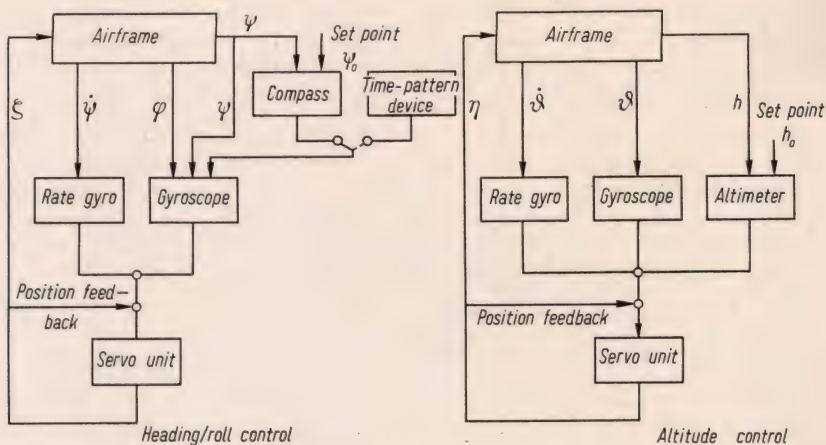 Airframe
ψ
Set point
ψ₀
Compass
Time-pattern
device
ξ
ψ̇
φ
ψ
Rate gyro
Gyroscope
Position feed-
back
Servo unit
Heading/roll control
Airframe
η
ϑ̇
ϑ
h
Set point
h₀
Rate gyro
Gyroscope
Altimeter
Position feedback
Servo unit
Altitude control